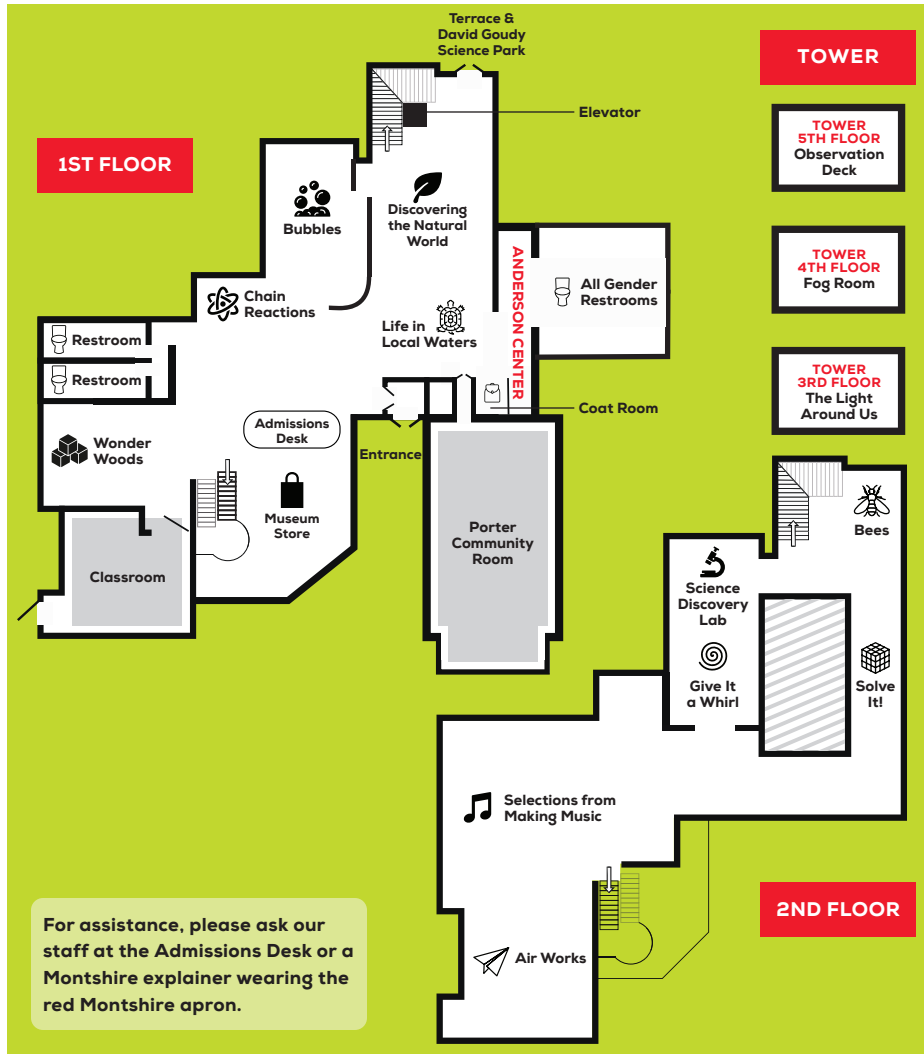 Terrace &
David Goudy
Science Park
TOWER
Elevator
TOWER
5TH FLOOR
Observation
Deck
1ST FLOOR
Bubbles
Discovering
the Natural
World
ANDERSON CENTER
All Gender
Restrooms
TOWER
4TH FLOOR
Fog Room
Chain
Reactions
Life in
Local Waters
Restroom
Restroom
TOWER
3RD FLOOR
The Light
Around Us
Coat Room
Admissions
Desk
Entrance
Wonder
Woods
Museum
Store
Porter
Community
Room
Classroom
Bees
Science
Discovery
Lab
Give It
a Whirl
Solve
It!
Selections from
Making Music
2ND FLOOR
Air Works
For assistance, please ask our
staff at the Admissions Desk or a
Montshire explainer wearing the
red Montshire apron.